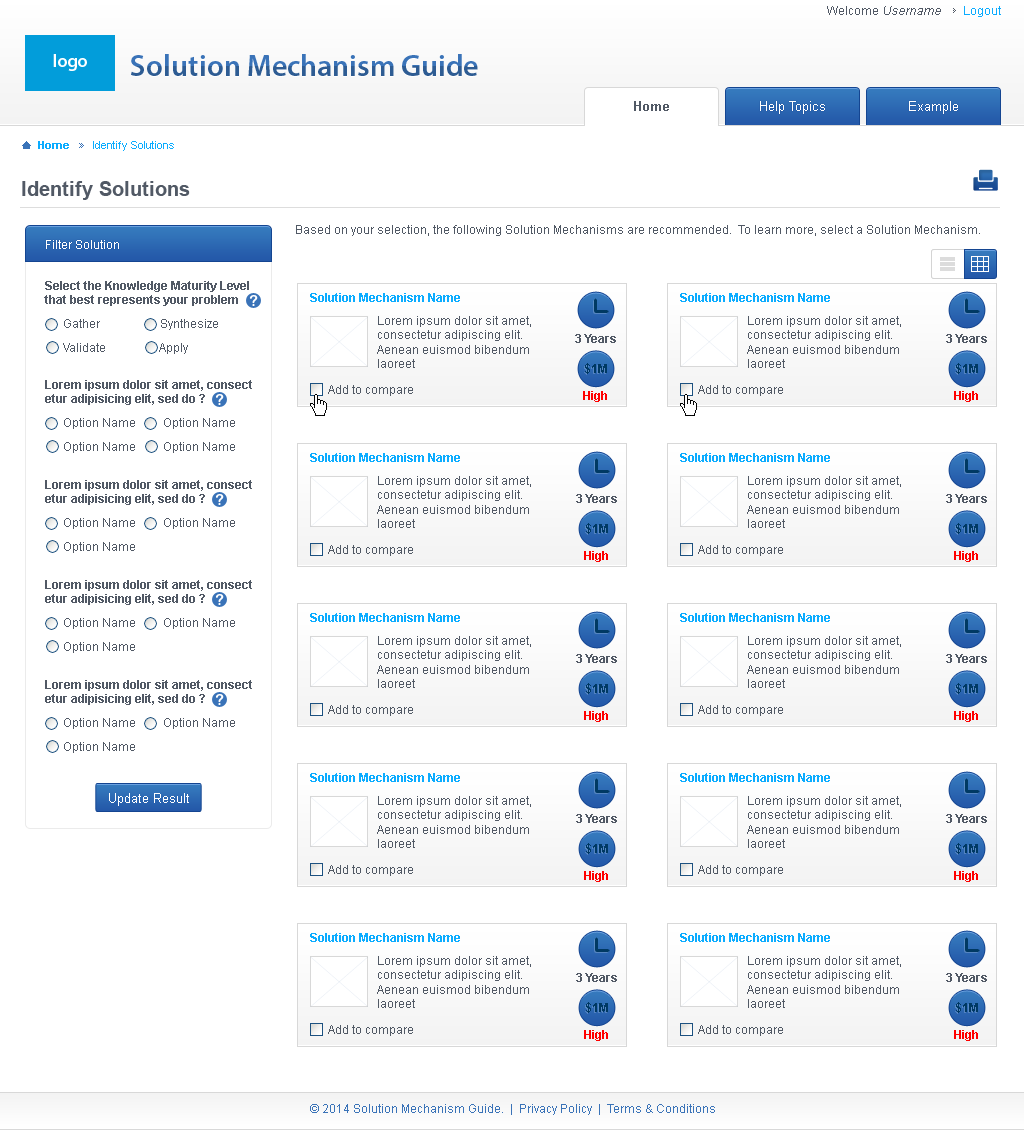 Welcome Username Logout
logo
Solution Mechanism Guide
Home Help Topics Example
Home » Identify Solutions
Identify Solutions
Filter Solution
Select the Knowledge Maturity Level
that best represents your problem ?
Gather Synthesize
Validate Apply
Lorem ipsum dolor sit amet, consect
etur adipisicing elit, sed do ? ?
Option Name Option Name
Option Name Option Name
Lorem ipsum dolor sit amet, consect
etur adipisicing elit, sed do ? ?
Option Name Option Name
Option Name
Lorem ipsum dolor sit amet, consect
etur adipisicing elit, sed do ? ?
Option Name Option Name
Option Name
Lorem ipsum dolor sit amet, consect
etur adipisicing elit, sed do ? ?
Option Name Option Name
Option Name
Update Result
Based on your selection, the following Solution Mechanisms are recommended. To learn more, select a Solution Mechanism.
Solution Mechanism Name
Lorem ipsum dolor sit amet,
consectetur adipiscing elit.
Aenean euismod bibendum
laoreet
Add to compare
3 Years
$1M
High
Solution Mechanism Name
Lorem ipsum dolor sit amet,
consectetur adipiscing elit.
Aenean euismod bibendum
laoreet
Add to compare
3 Years
$1M
High
Solution Mechanism Name
Lorem ipsum dolor sit amet,
consectetur adipiscing elit.
Aenean euismod bibendum
laoreet
Add to compare
3 Years
$1M
High
Solution Mechanism Name
Lorem ipsum dolor sit amet,
consectetur adipiscing elit.
Aenean euismod bibendum
laoreet
Add to compare
3 Years
$1M
High
Solution Mechanism Name
Lorem ipsum dolor sit amet,
consectetur adipiscing elit.
Aenean euismod bibendum
laoreet
Add to compare
3 Years
$1M
High
Solution Mechanism Name
Lorem ipsum dolor sit amet,
consectetur adipiscing elit.
Aenean euismod bibendum
laoreet
Add to compare
3 Years
$1M
High
Solution Mechanism Name
Lorem ipsum dolor sit amet,
consectetur adipiscing elit.
Aenean euismod bibendum
laoreet
Add to compare
3 Years
$1M
High
Solution Mechanism Name
Lorem ipsum dolor sit amet,
consectetur adipiscing elit.
Aenean euismod bibendum
laoreet
Add to compare
3 Years
$1M
High
Solution Mechanism Name
Lorem ipsum dolor sit amet,
consectetur adipiscing elit.
Aenean euismod bibendum
laoreet
Add to compare
3 Years
$1M
High
Solution Mechanism Name
Lorem ipsum dolor sit amet,
consectetur adipiscing elit.
Aenean euismod bibendum
laoreet
Add to compare
3 Years
$1M
High
© 2014 Solution Mechanism Guide. | Privacy Policy | Terms & Conditions